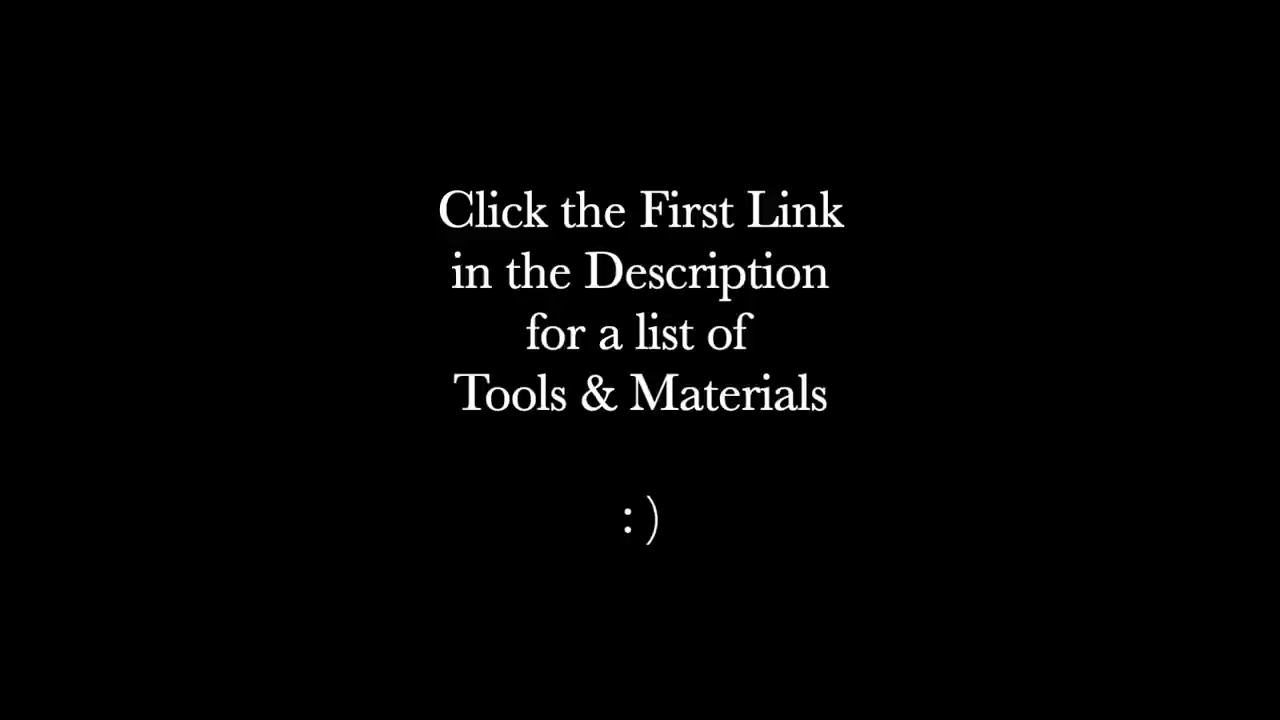 Click the First Link
in the Description
for a list of
Tools & Materials
: )